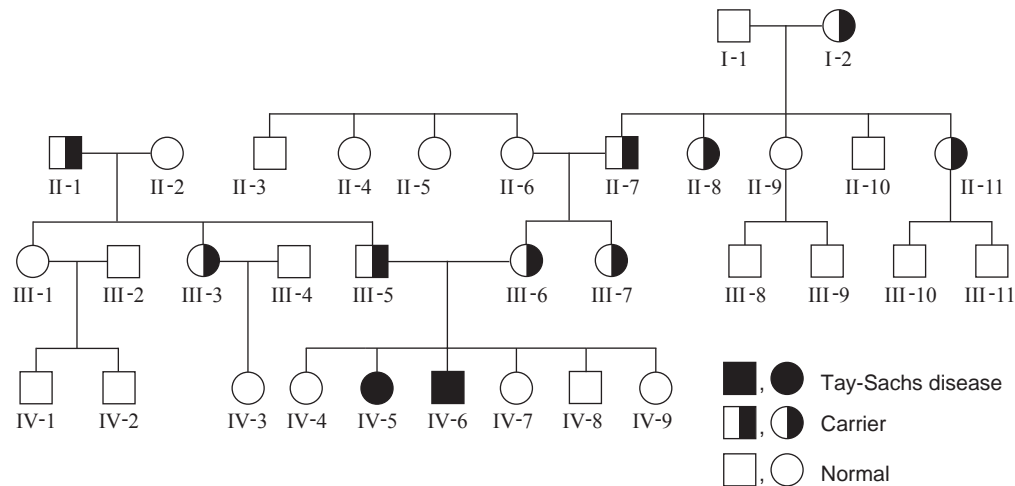 I-1 I-2
II-1 II-2 II-3 II-4 II-5 II-6 II-7 II-8 II-9 II-10 II-11
III-1 III-2 III-3 III-4 III-5 III-6 III-7 III-8 III-9 III-10 III-11
IV-1 IV-2 IV-3 IV-4 IV-5 IV-6 IV-7 IV-8 IV-9
, Tay-Sachs disease
, Carrier
, Normal